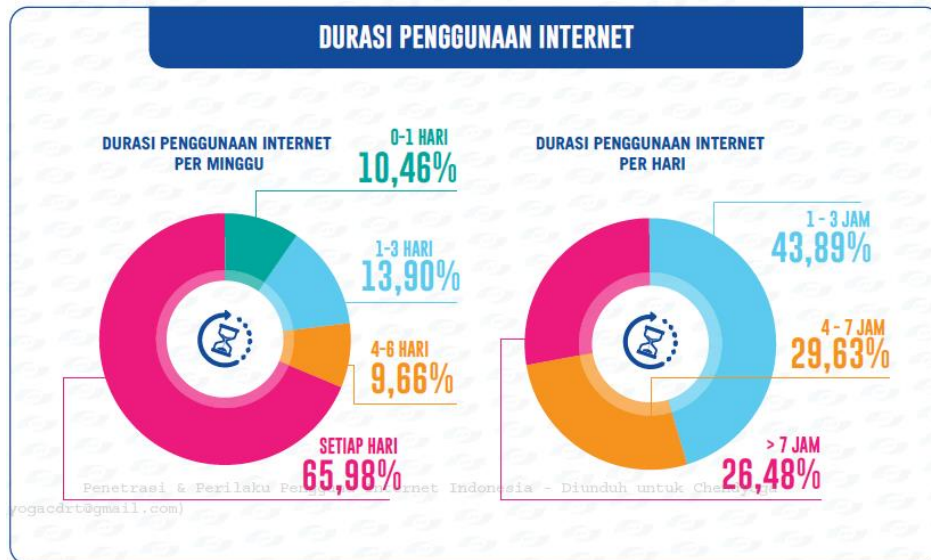 DURASI PENGGUNAAN INTERNET
DURASI PENGGUNAAN INTERNET
PER MINGGU
0-1 HARI
10,46%
1-3 HARI
13,90%
4-6 HARI
9,66%
SETIAP HARI
65,98%
DURASI PENGGUNAAN INTERNET
PER HARI
1 - 3 JAM
43,89%
4 - 7 JAM
29,63%
> 7 JAM
26,48%
Penetrasi & Perilaku Pengguna Internet Indonesia - Diunduh untuk
yogacdrt@gmail.com)